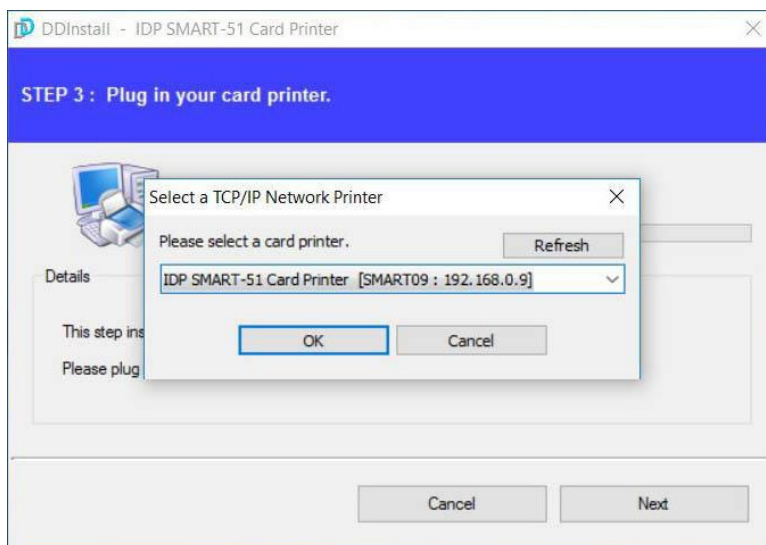 DDInstall - IDP SMART-51 Card Printer
STEP 3 : Plug in your card printer.
Select a TCP/IP Network Printer
Please select a card printer.
Refresh
IDP SMART-51 Card Printer [SMART09 : 192.168.0.9]
OK
Cancel
Details
This step ins
Please plug
Cancel
Next